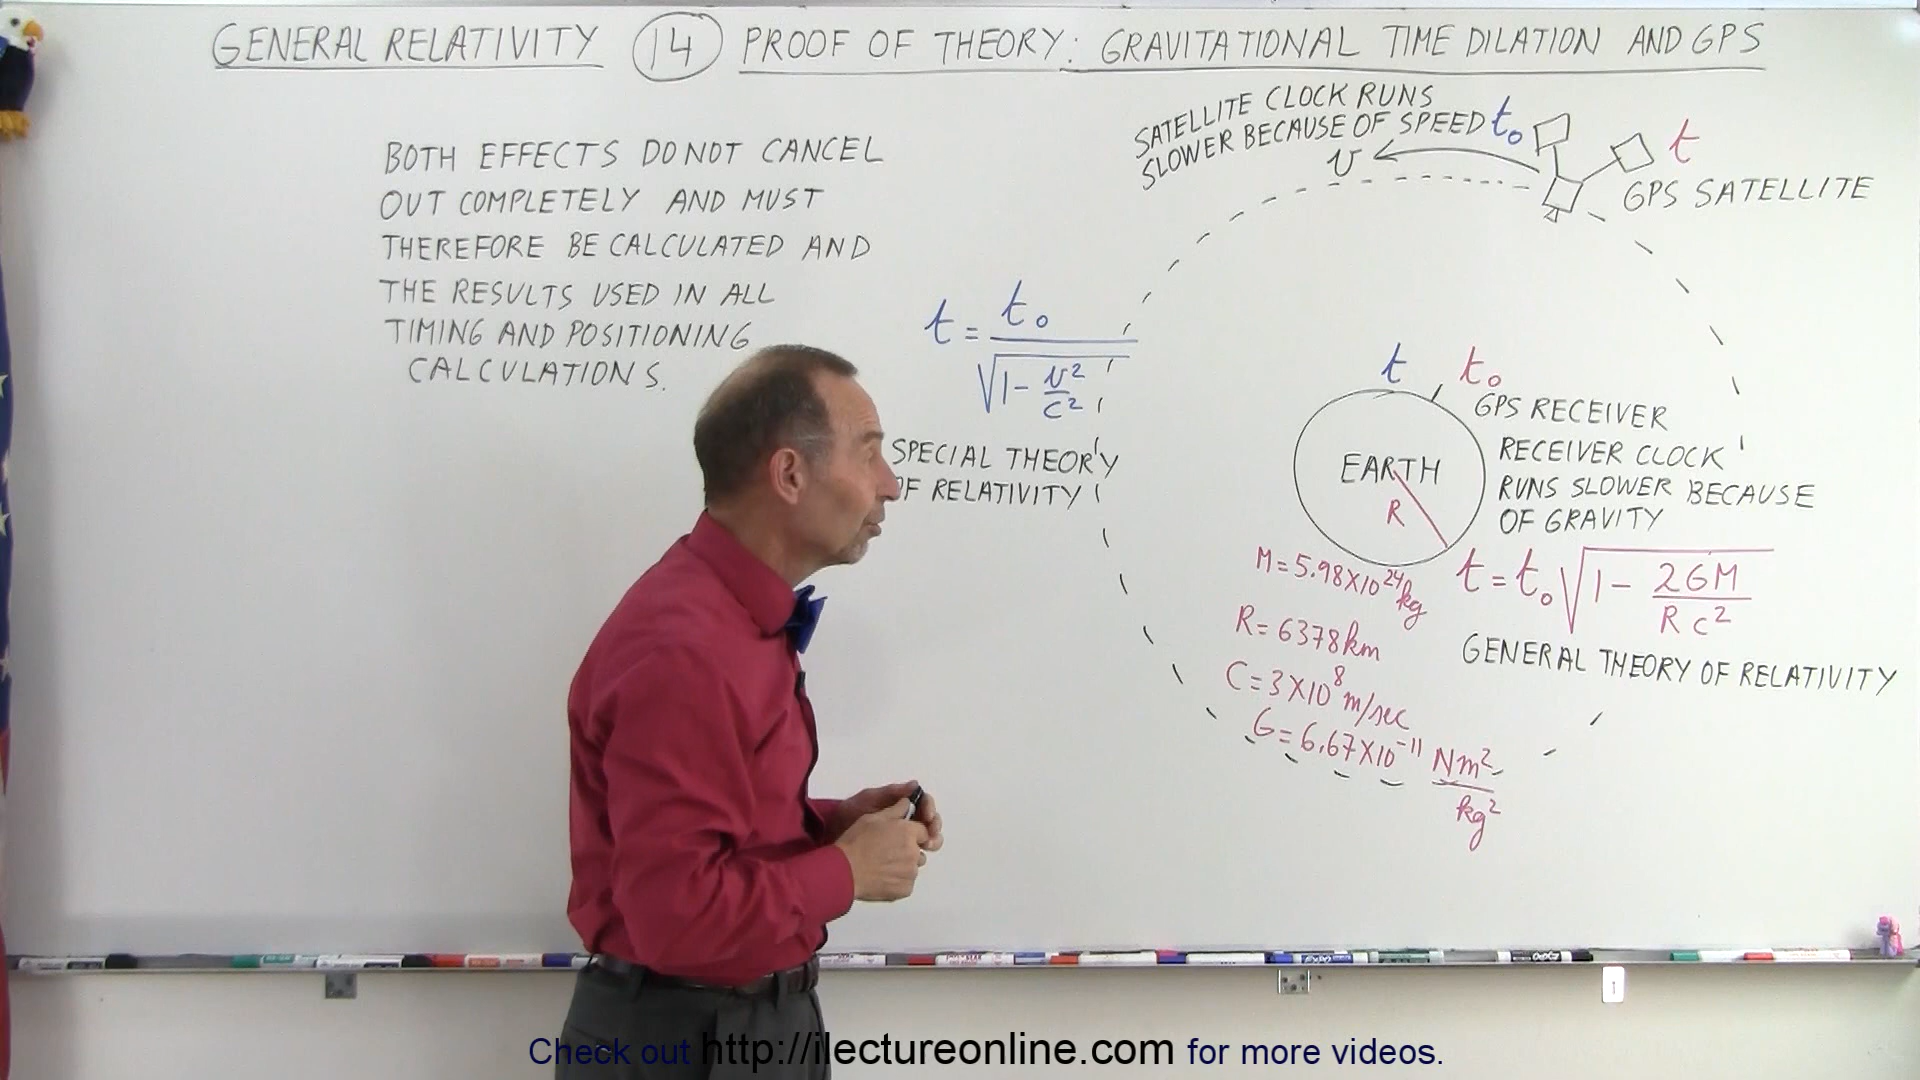 GENERAL RELATIVITY 14 PROOF OF THEORY: GRAVITATIONAL TIME DILATION AND GPS
BOTH EFFECTS DO NOT CANCEL
OUT COMPLETELY AND MUST
THEREFORE BE CALCULATED AND
THE RESULTS USED IN ALL
TIMING AND POSITIONING
CALCULATIONS.
t = t₀ / √(1 - v²/c²)
SPECIAL THEORY
OF RELATIVITY
SATELLITE CLOCK RUNS
SLOWER BECAUSE OF SPEED
t₀
v
t
GPS SATELLITE
t t₀
GPS RECEIVER
RECEIVER CLOCK
RUNS SLOWER BECAUSE
OF GRAVITY
EARTH
R
t = t₀ √(1 - 2GM / Rc²)
GENERAL THEORY OF RELATIVITY
M = 5.98 X 10²⁴ kg
R = 6378 km
C = 3 X 10⁸ m/sec
G = 6.67 X 10⁻¹¹ Nm²/kg²
EXPO
1
Check out http://ilectureonline.com for more videos.